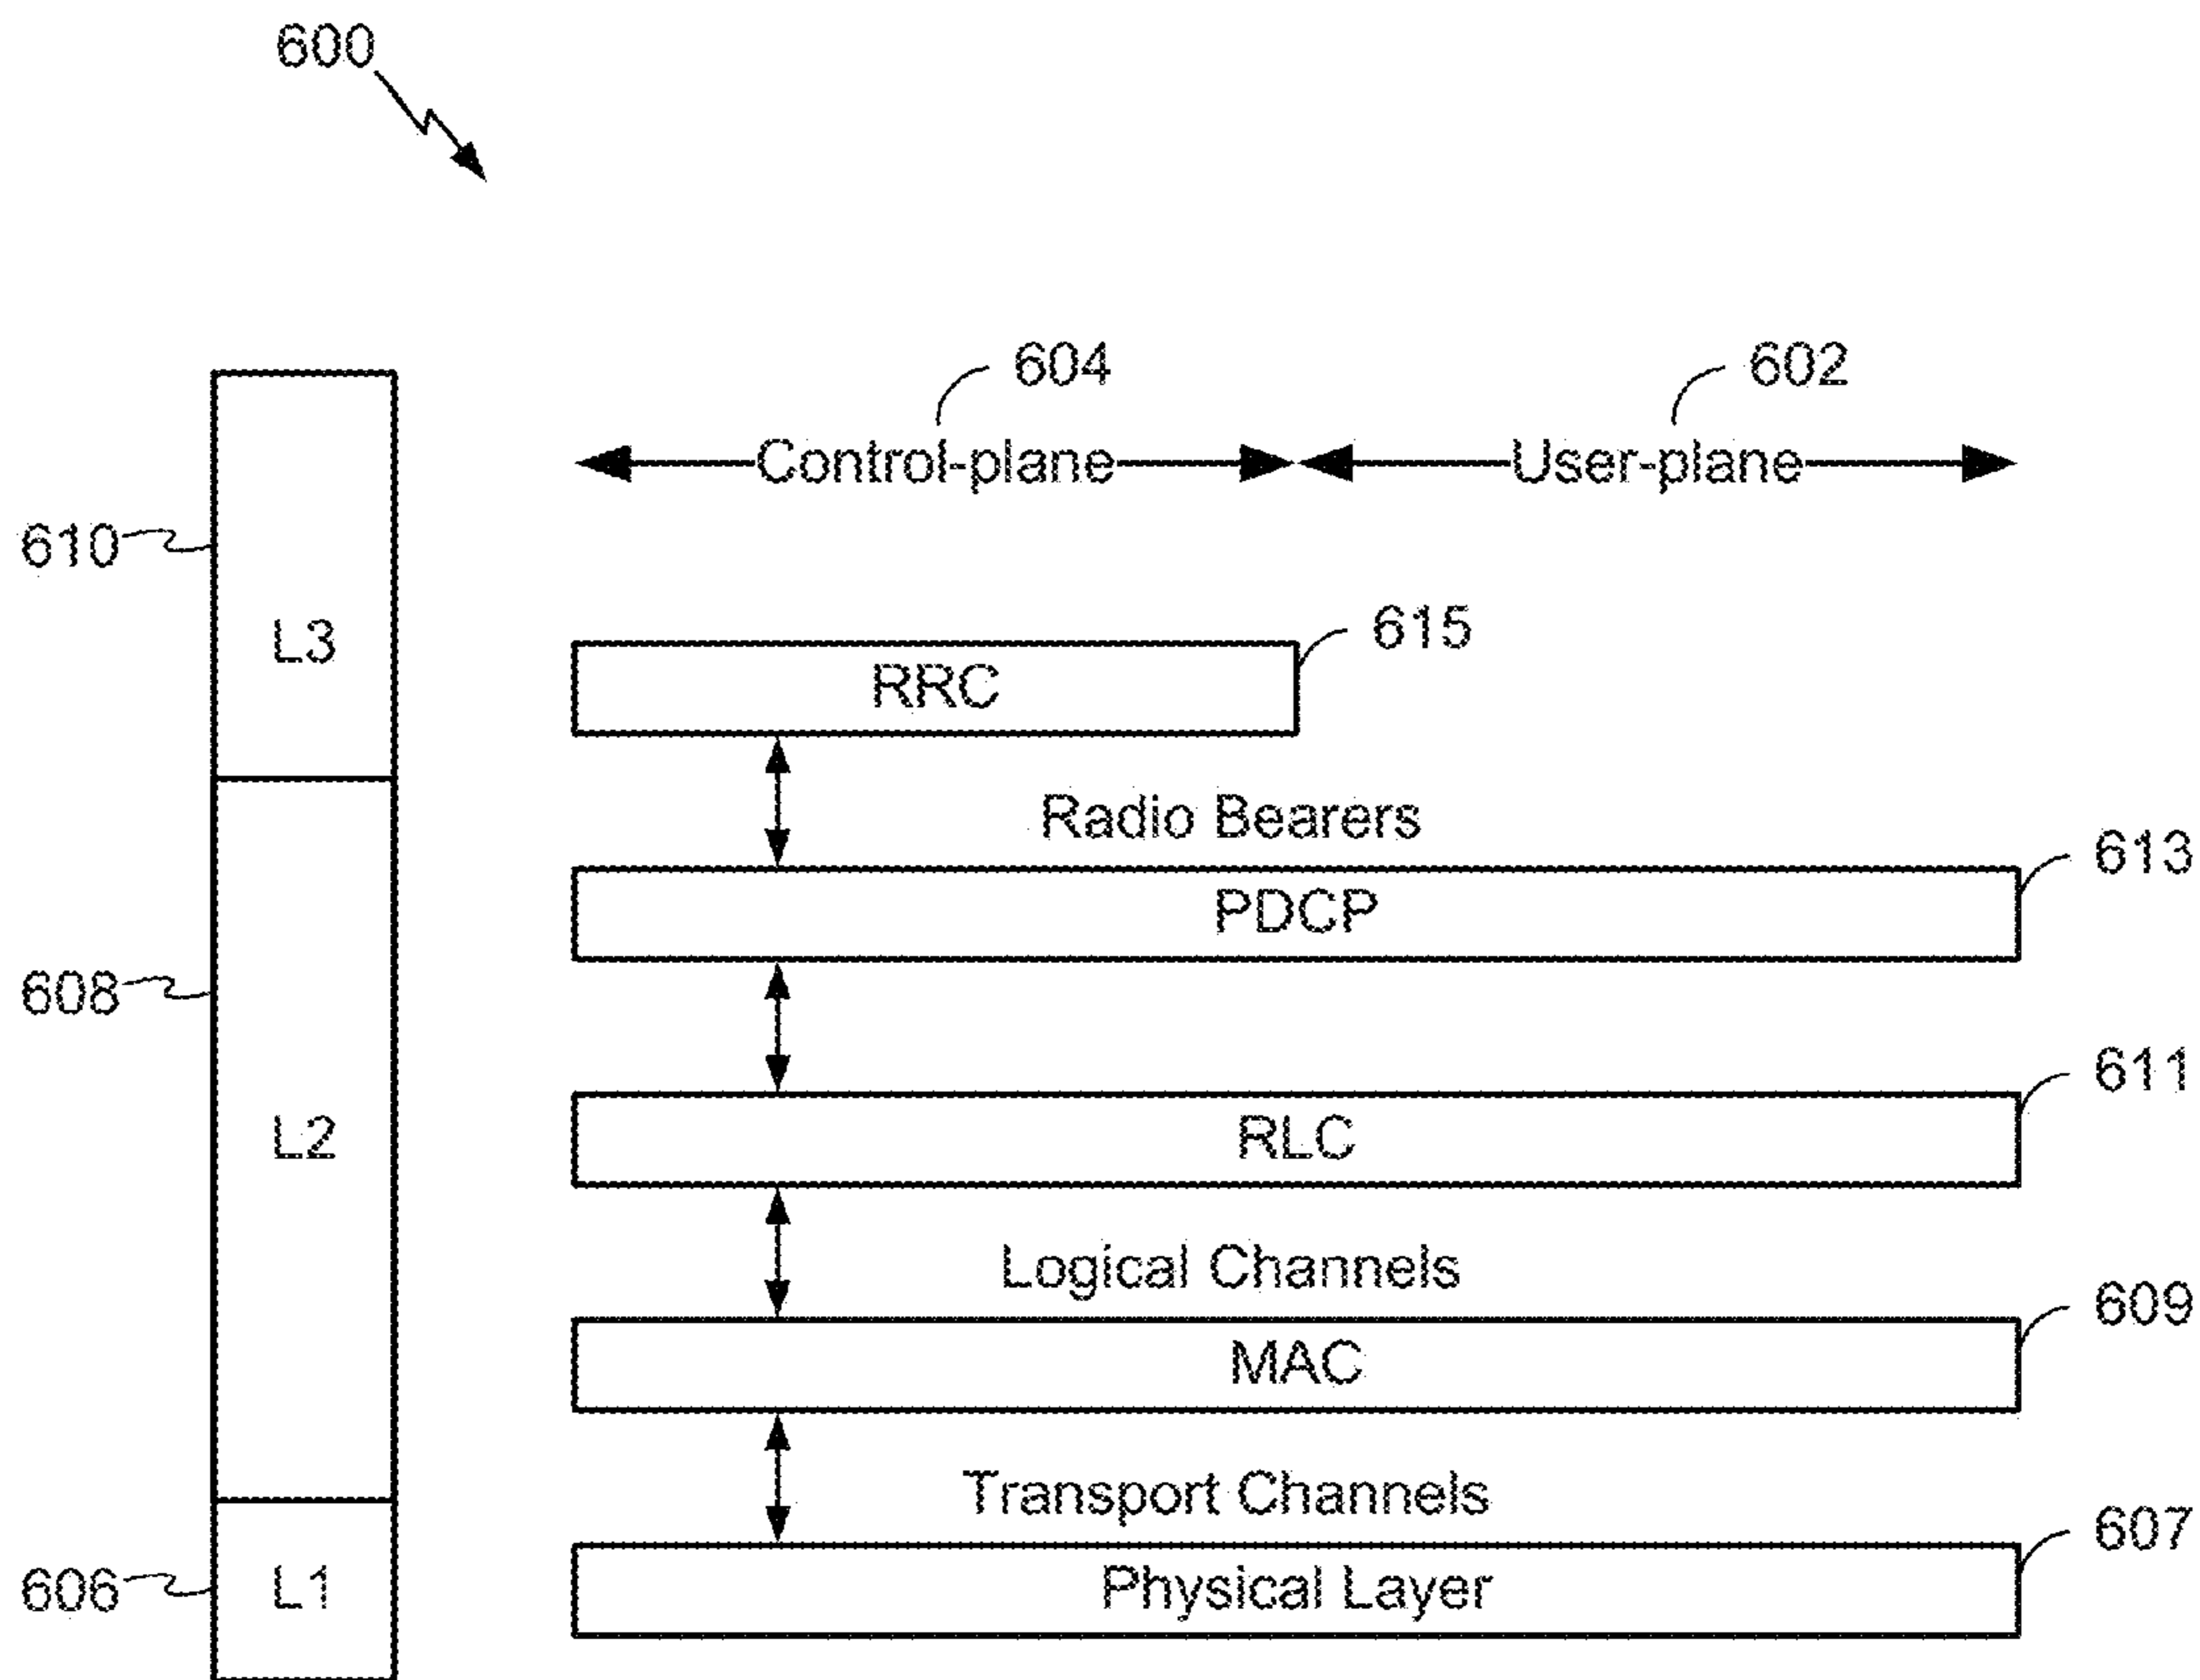 600
604
602
Control-plane
User-plane
610
L3
RRC
615
Radio Bearers
PDCP
613
608
L2
RLC
611
Logical Channels
MAC
609
Transport Channels
606
L1
Physical Layer
607